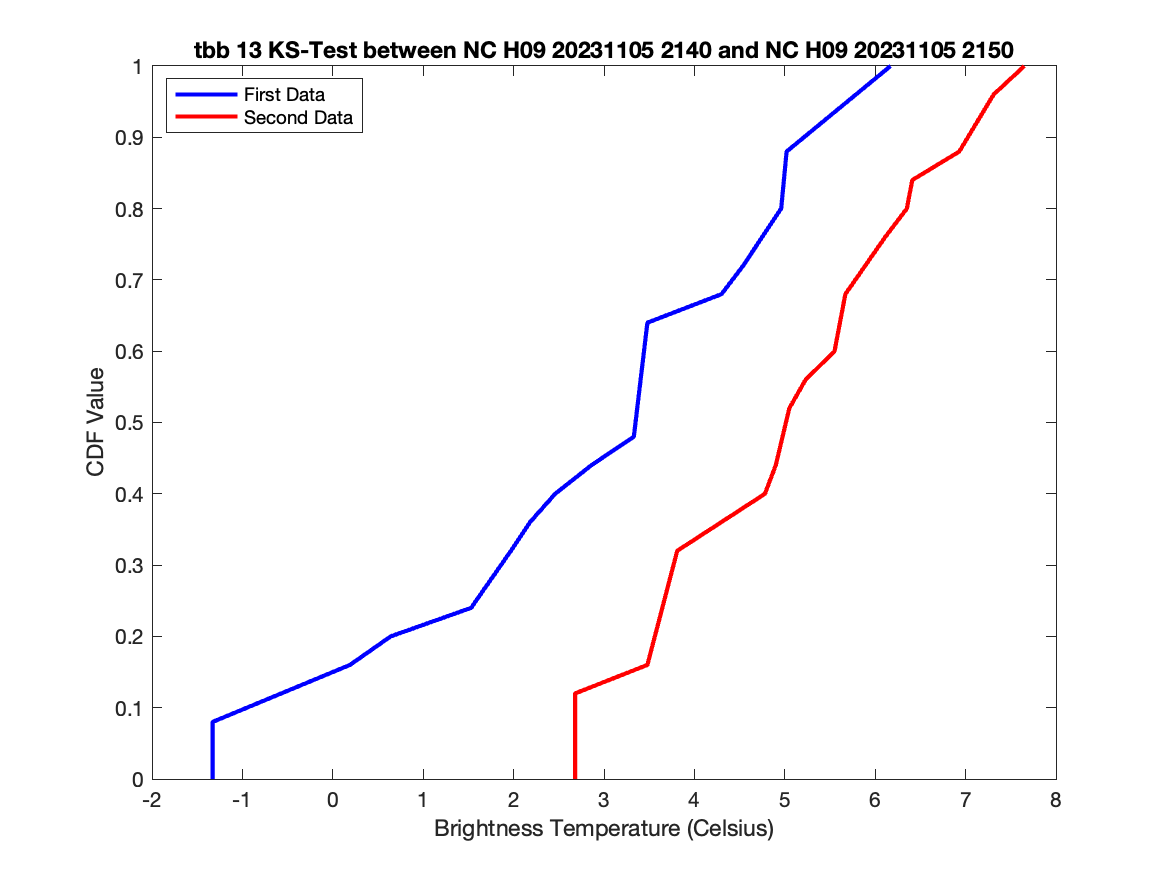 tbb 13 KS-Test between NC H09 20231105 2140 and NC H09 20231105 2150
First Data
Second Data
1
0.9
0.8
0.7
0.6
0.5
0.4
0.3
0.2
0.1
0
CDF Value
-2 -1 0 1 2 3 4 5 6 7 8
Brightness Temperature (Celsius)